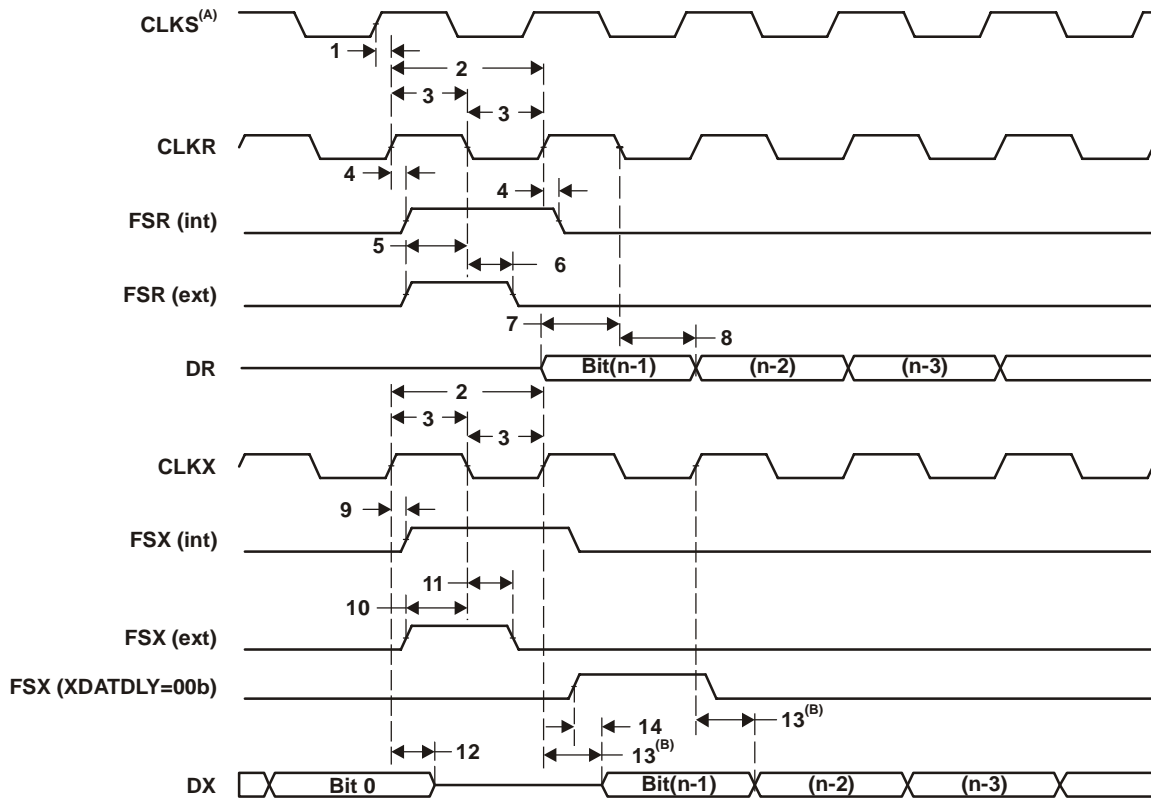 CLKS(A)
1
2
3
3
CLKR
4
4
FSR (int)
5
6
FSR (ext)
7
8
DR
Bit(n-1)
(n-2)
(n-3)
2
3
3
CLKX
9
FSX (int)
11
10
FSX (ext)
FSX (XDATDLY=00b)
14
13(B)
12
13(B)
DX
Bit 0
Bit(n-1)
(n-2)
(n-3)